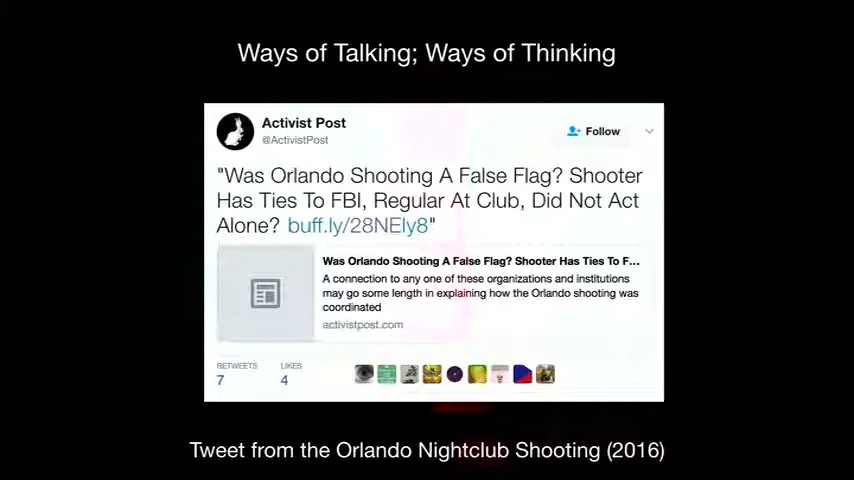 Ways of Talking; Ways of Thinking
Activist Post
@ActivistPost
Follow
"Was Orlando Shooting A False Flag? Shooter
Has Ties To FBI, Regular At Club, Did Not Act
Alone? buff.ly/28NEly8"
Was Orlando Shooting A False Flag? Shooter Has Ties To F...
A connection to any one of these organizations and institutions
may go some length in explaining how the Orlando shooting was
coordinated
activistpost.com
RETWEETS LIKES
7 4
Tweet from the Orlando Nightclub Shooting (2016)